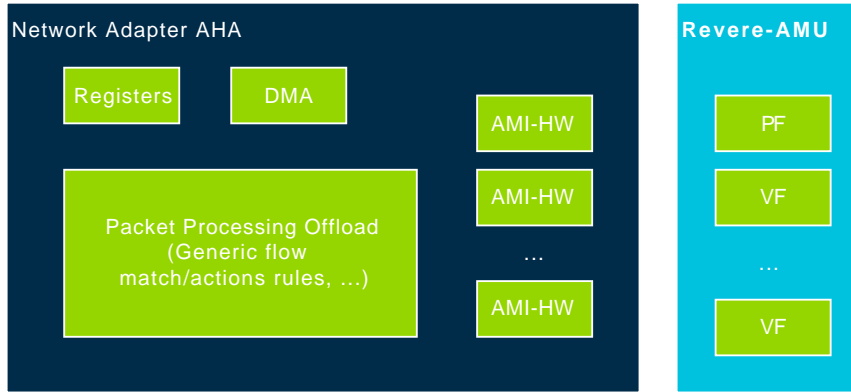 Network Adapter AHA
Registers
DMA
AMI-HW
AMI-HW
...
AMI-HW
Packet Processing Offload
(Generic flow
match/actions rules, ...)
Revere-AMU
PF
VF
...
VF